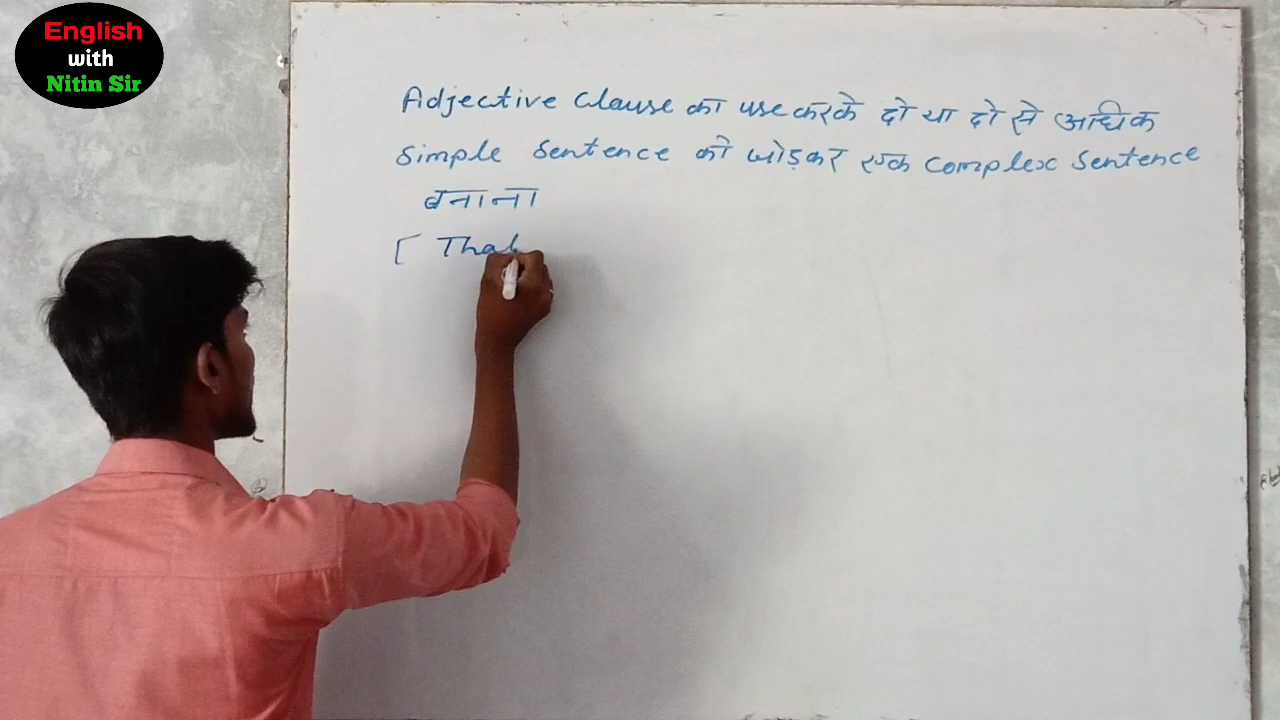 English
with
Nitin Sir
Adjective Clause का use करके दो या दो से अधिक
Simple Sentence को जोड़कर एक Complex Sentence
बनाना
[ That